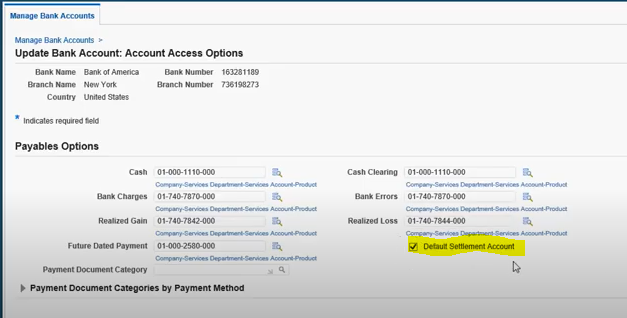 Manage Bank Accounts
Manage Bank Accounts >
Update Bank Account: Account Access Options
Bank Name Bank of America Bank Number 163281189
Branch Name New York Branch Number 736198273
Country United States
* Indicates required field
Payables Options
Cash 01-000-1110-000 Cash Clearing 01-000-1110-000
Company-Services Department-Services Account-Product Company-Services Department-Services Account-Product
Bank Charges 01-740-7870-000 Bank Errors 01-740-7870-000
Company-Services Department-Services Account-Product Company-Services Department-Services Account-Product
Realized Gain 01-740-7842-000 Realized Loss 01-740-7844-000
Company-Services Department-Services Account-Product Company-Services Department-Services Account-Product
Future Dated Payment 01-000-2580-000 Default Settlement Account
Company-Services Department-Services Account-Product
Payment Document Category
Payment Document Categories by Payment Method